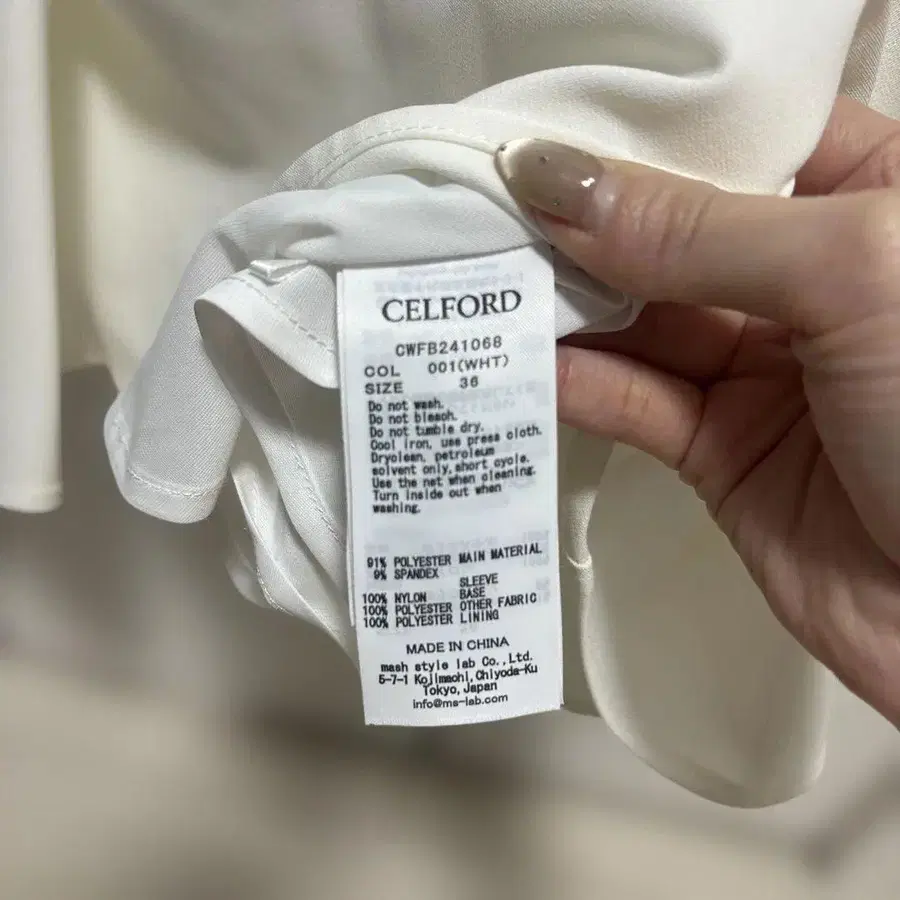 CELFORD
CWFB241068
COL 001(WHT)
SIZE 36
Do not wash.
Do not bleach.
Do not tumble dry.
Cool iron, use press cloth.
Dryclean, petroleum
solvent only, short cycle.
Use the net when cleaning.
Turn inside out when
washing.
91% POLYESTER MAIN MATERIAL
9% SPANDEX
SLEEVE
100% NYLON BASE
100% POLYESTER OTHER FABRIC
100% POLYESTER LINING
MADE IN CHINA
mash style lab Co.,Ltd.
5-7-1 Kojimachi, Chiyoda-Ku
Tokyo, Japan
info@ms-lab.com